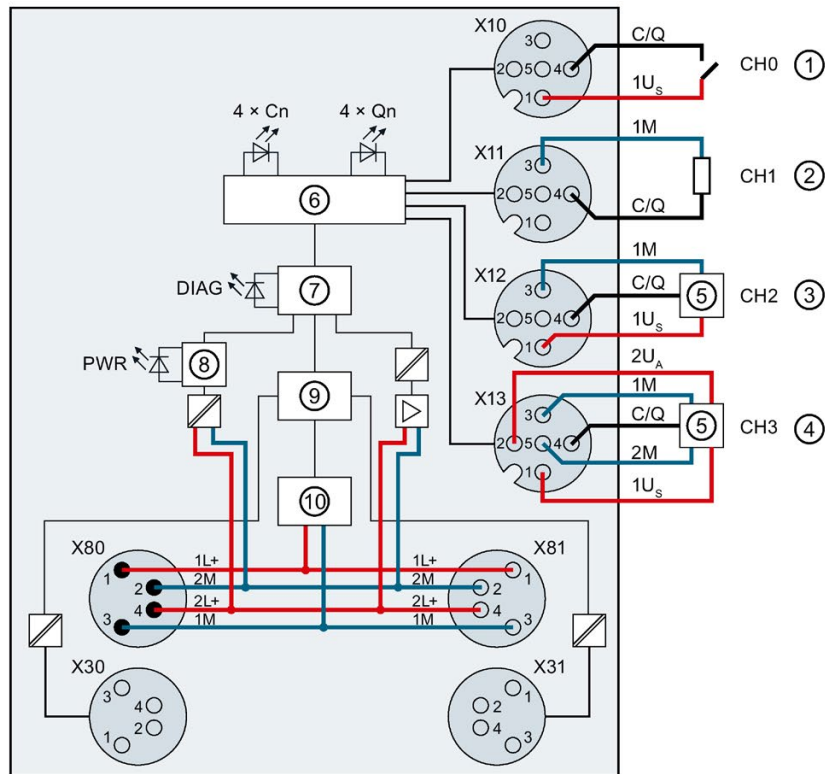 X10
3
2 5 4
1
C/Q
1U_S
CH0 ①
4 × Cn
4 × Qn
X11
3
2 5 4
1
1M
C/Q
CH1 ②
⑥
X12
3
2 5 4
1
1M
C/Q
1U_S
⑤
CH2 ③
DIAG
⑦
PWR
⑧
⑨
X13
3
2 5 4
1
2U_A
1M
C/Q
2M
1U_S
⑤
CH3 ④
⑩
X80
1
2
4
3
1L+
2M
2L+
1M
1L+
2M
2L+
1M
X81
1
2
4
3
X30
3
4
2
1
X31
1
2
4
3